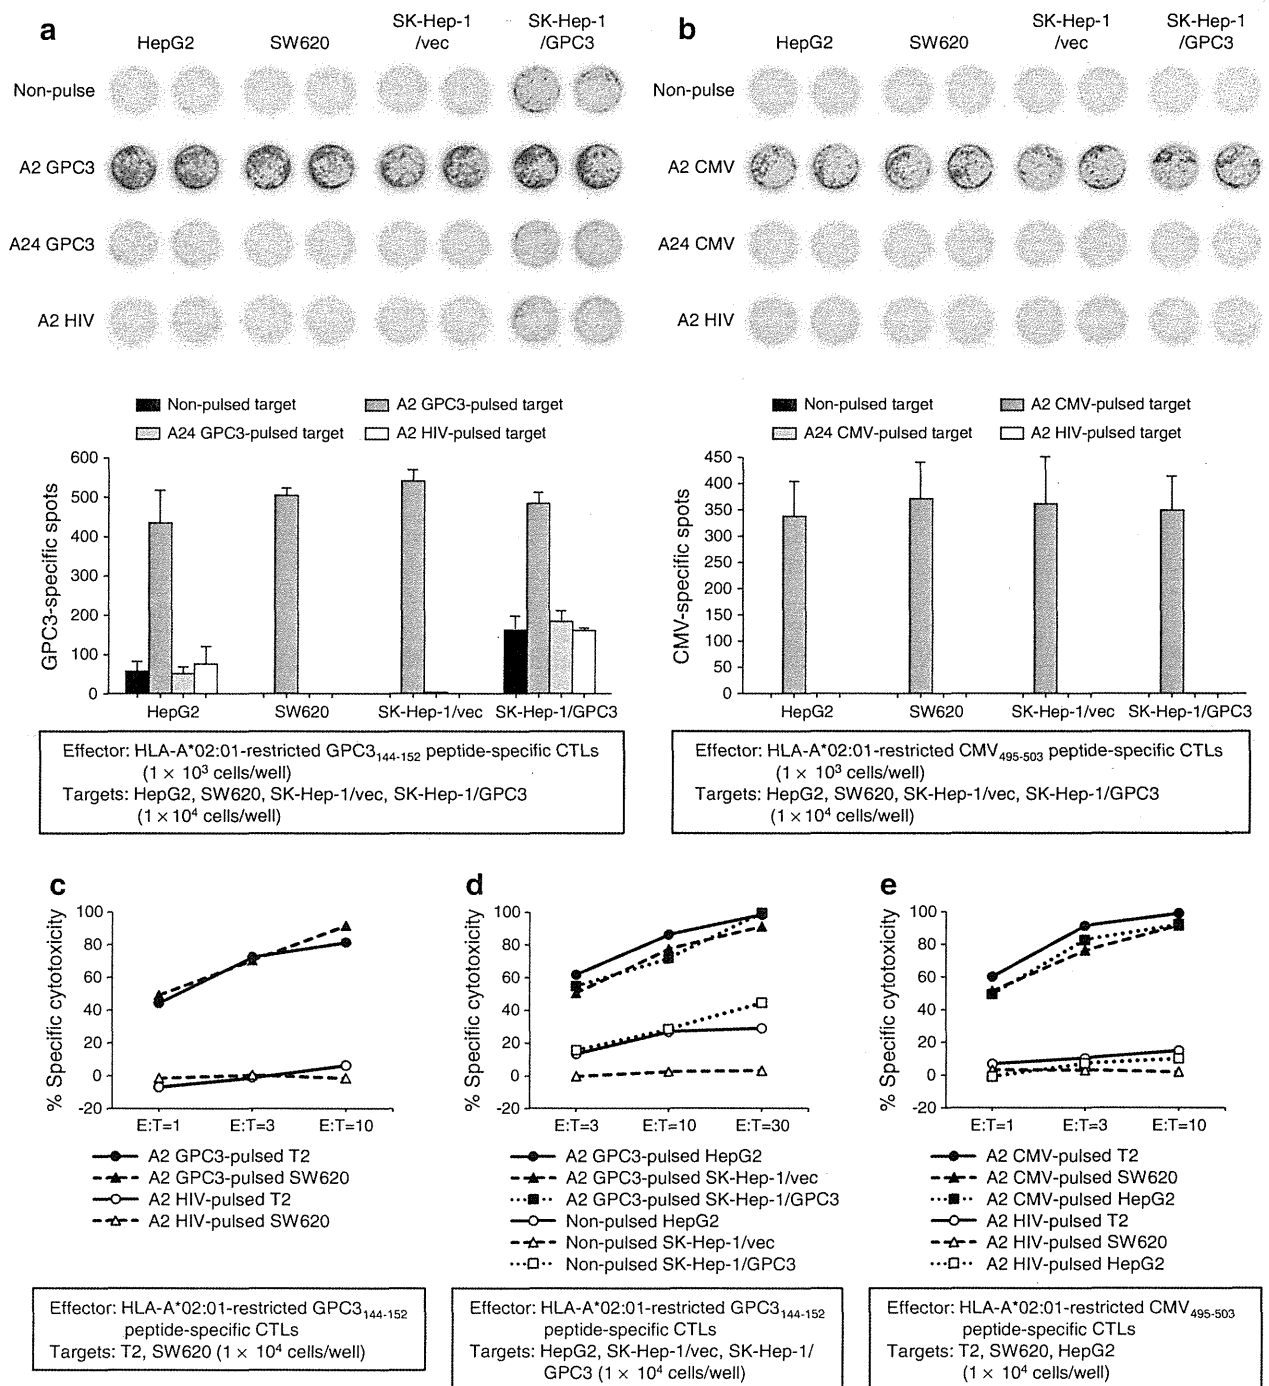 a
HepG2
SW620
SK-Hep-1
/vec
SK-Hep-1
/GPC3
Non-pulse
A2 GPC3
A24 GPC3
A2 HIV
Non-pulsed target
A2 GPC3-pulsed target
A24 GPC3-pulsed target
A2 HIV-pulsed target
GPC3-specific spots
600
500
400
300
200
100
0
HepG2
SW620
SK-Hep-1/vec
SK-Hep-1/GPC3
Effector: HLA-A*02:01-restricted GPC3144-152 peptide-specific CTLs
(1 × 10³ cells/well)
Targets: HepG2, SW620, SK-Hep-1/vec, SK-Hep-1/GPC3
(1 × 10⁴ cells/well)
b
HepG2
SW620
SK-Hep-1
/vec
SK-Hep-1
/GPC3
Non-pulse
A2 CMV
A24 CMV
A2 HIV
Non-pulsed target
A2 CMV-pulsed target
A24 CMV-pulsed target
A2 HIV-pulsed target
CMV-specific spots
450
400
350
300
250
200
150
100
50
0
HepG2
SW620
SK-Hep-1/vec
SK-Hep-1/GPC3
Effector: HLA-A*02:01-restricted CMV495-503 peptide-specific CTLs
(1 × 10³ cells/well)
Targets: HepG2, SW620, SK-Hep-1/vec, SK-Hep-1/GPC3
(1 × 10⁴ cells/well)
c
% Specific cytotoxicity
100
80
60
40
20
0
-20
E:T=1
E:T=3
E:T=10
A2 GPC3-pulsed T2
A2 GPC3-pulsed SW620
A2 HIV-pulsed T2
A2 HIV-pulsed SW620
Effector: HLA-A*02:01-restricted GPC3144-152
peptide-specific CTLs
Targets: T2, SW620 (1 × 10⁴ cells/well)
d
% Specific cytotoxicity
100
80
60
40
20
0
-20
E:T=3
E:T=10
E:T=30
A2 GPC3-pulsed HepG2
A2 GPC3-pulsed SK-Hep-1/vec
A2 GPC3-pulsed SK-Hep-1/GPC3
Non-pulsed HepG2
Non-pulsed SK-Hep-1/vec
Non-pulsed SK-Hep-1/GPC3
Effector: HLA-A*02:01-restricted GPC3144-152
peptide-specific CTLs
Targets: HepG2, SK-Hep-1/vec, SK-Hep-1/
GPC3 (1 × 10⁴ cells/well)
e
% Specific cytotoxicity
100
80
60
40
20
0
-20
E:T=1
E:T=3
E:T=10
A2 CMV-pulsed T2
A2 CMV-pulsed SW620
A2 CMV-pulsed HepG2
A2 HIV-pulsed T2
A2 HIV-pulsed SW620
A2 HIV-pulsed HepG2
Effector: HLA-A*02:01-restricted CMV495-503
peptide-specific CTLs
Targets: T2, SW620, HepG2
(1 × 10⁴ cells/well)